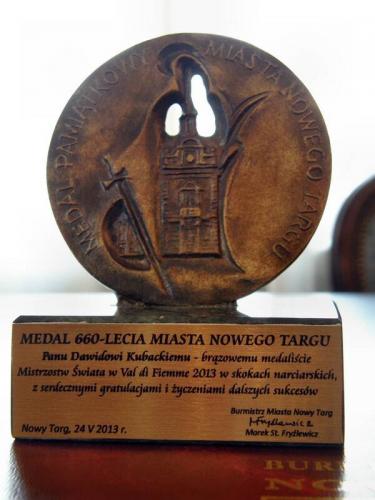 MEDAL PAMIĄTKOWY MIASTA NOWEGO TARGU
MEDAL 660-LECIA MIASTA NOWEGO TARGU
Panu Dawidowi Kubackiemu - brązowemu medaliście
Mistrzostw Świata w Val di Fiemme 2013 w skokach narciarskich,
z serdecznymi gratulacjami i życzeniami dalszych sukcesów
Burmistrz Miasta Nowy Targ
Marek St. Fryźlewicz
Nowy Targ, 24 V 2013 r.